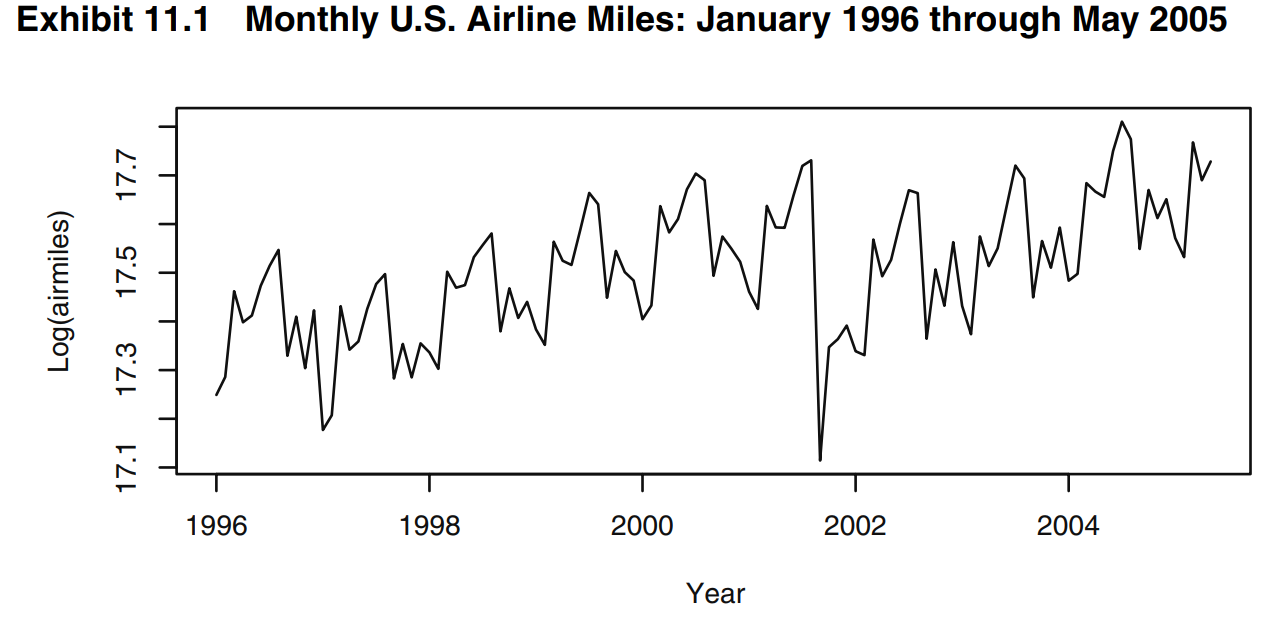 Exhibit 11.1 Monthly U.S. Airline Miles: January 1996 through May 2005
Log(airmiles)
17.7
17.5
17.3
17.1
1996 1998 2000 2002 2004
Year